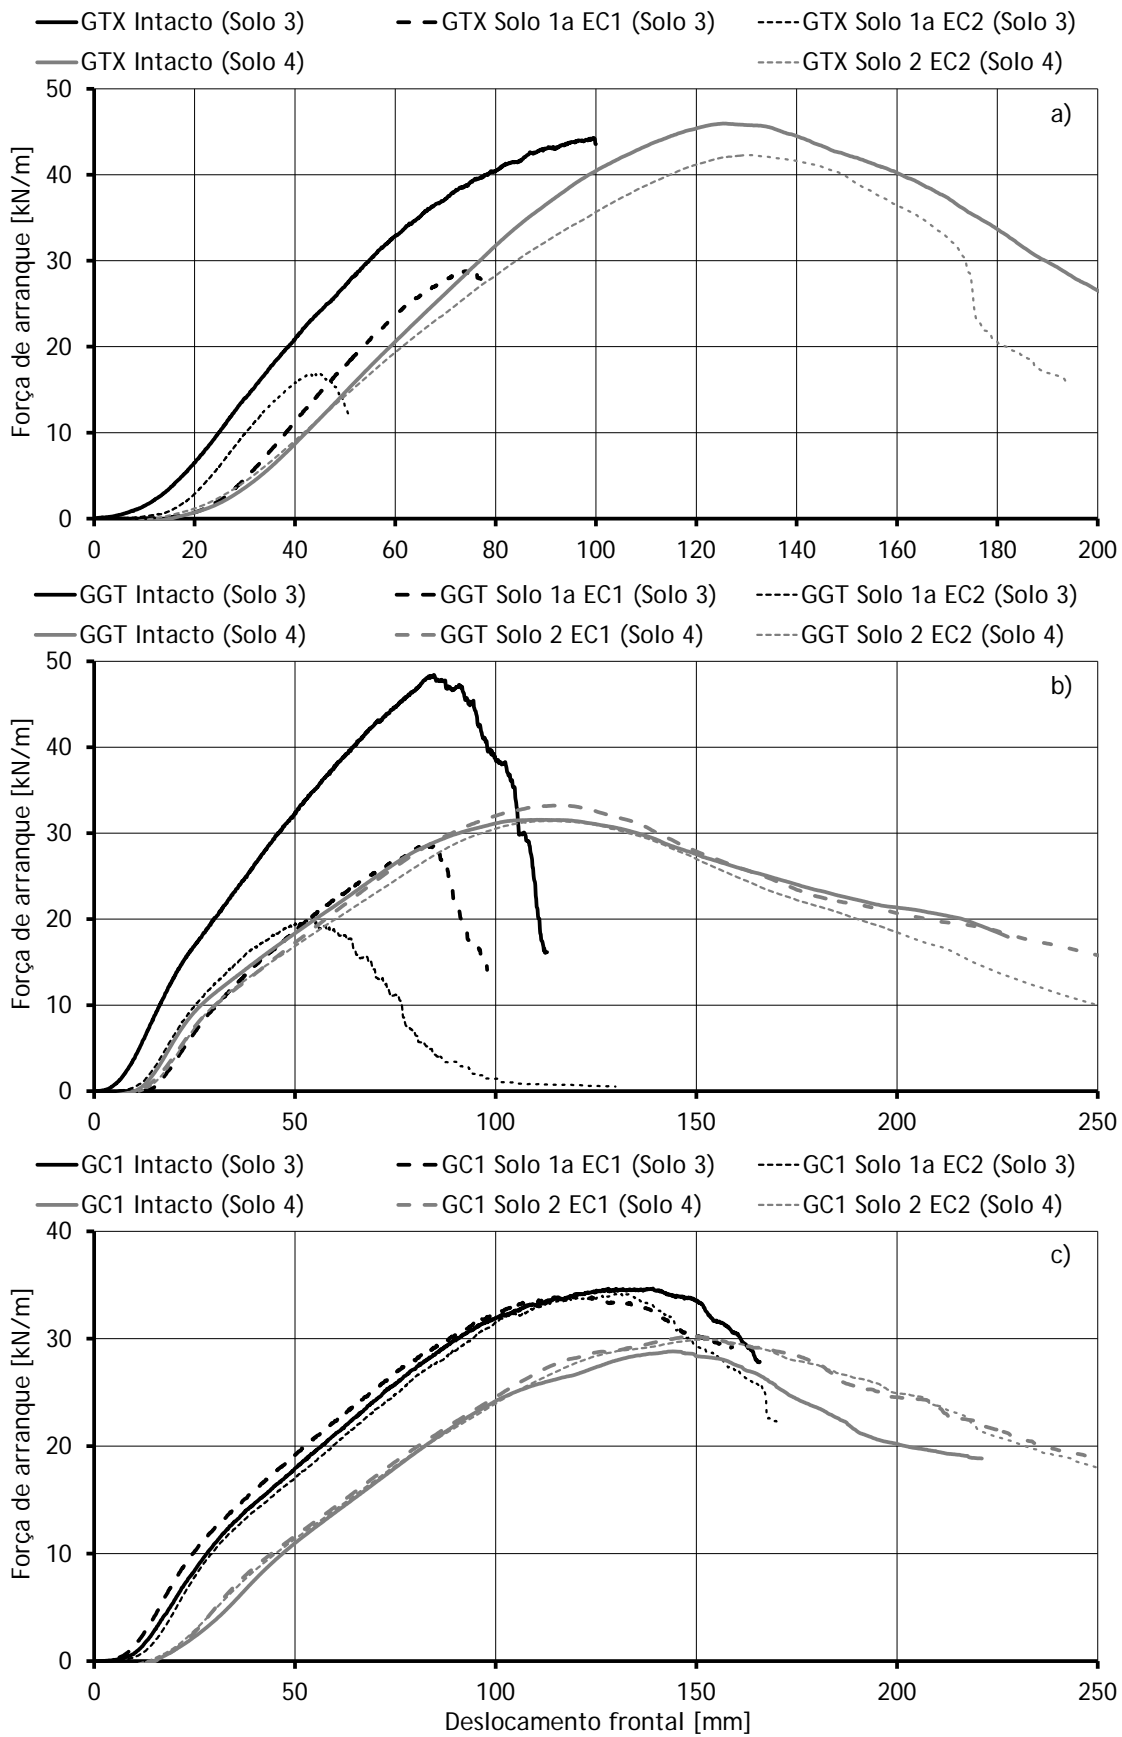 GTX Intacto (Solo 3) GTX Solo 1a EC1 (Solo 3) GTX Solo 1a EC2 (Solo 3)
GTX Intacto (Solo 4) GTX Solo 2 EC2 (Solo 4)
50
a)
40
30
20
10
0
Força de arranque [kN/m]
0 20 40 60 80 100 120 140 160 180 200
GGT Intacto (Solo 3) GGT Solo 1a EC1 (Solo 3) GGT Solo 1a EC2 (Solo 3)
GGT Intacto (Solo 4) GGT Solo 2 EC1 (Solo 4) GGT Solo 2 EC2 (Solo 4)
50
b)
40
30
20
10
0
Força de arranque [kN/m]
0 50 100 150 200 250
GC1 Intacto (Solo 3) GC1 Solo 1a EC1 (Solo 3) GC1 Solo 1a EC2 (Solo 3)
GC1 Intacto (Solo 4) GC1 Solo 2 EC1 (Solo 4) GC1 Solo 2 EC2 (Solo 4)
40
c)
30
20
10
0
Força de arranque [kN/m]
0 50 100 150 200 250
Deslocamento frontal [mm]